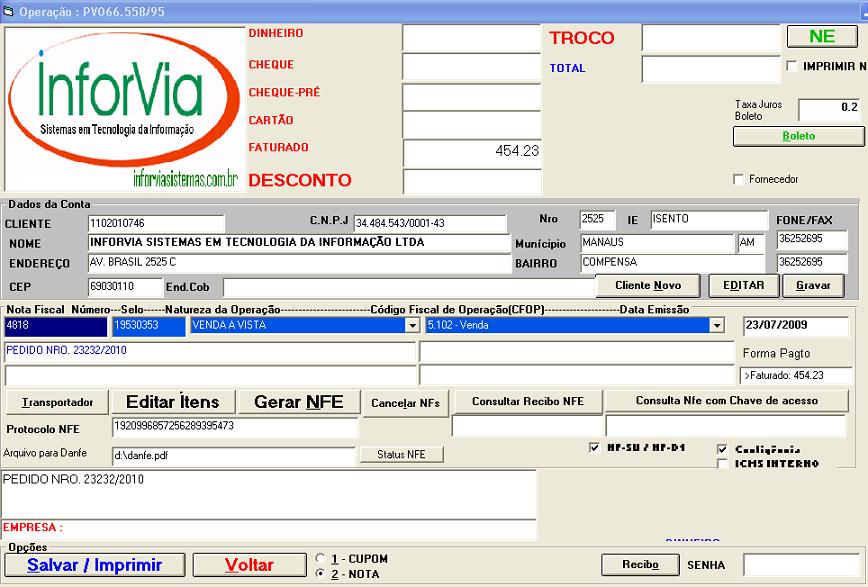 Operação : PVO66.558/95
InforVia
Sistemas em Tecnologia da Informação
inforviasistemas.com.br
DINHEIRO
CHEQUE
CHEQUE-PRÉ
CARTÃO
FATURADO 454.23
DESCONTO
TROCO
TOTAL
NE
IMPRIMIR N
Taxa Juros Boleto 0.2
Boleto
Fornecedor
Dados da Conta
CLIENTE 1102010746 C.N.P.J 34.484.543/0001-43 Nro 2525 IE ISENTO FONE/FAX
NOME INFORVIA SISTEMAS EM TECNOLOGIA DA INFORMAÇÃO LTDA Município MANAUS AM 36252695
ENDEREÇO AV. BRASIL 2525 C BAIRRO COMPENSA 36252695
CEP 69030110 End.Cob Cliente Novo EDITAR Gravar
Nota Fiscal Número---Selo------Natureza da Operação----------------------Código Fiscal de Operação(CFOP)-------------------Data Emissão
4818 19530353 VENDA A VISTA 5.102 - Venda 23/07/2009
PEDIDO NRO. 23232/2010
Forma Pagto
>Faturado: 454.23
Transportador Editar Ítens Gerar NFE Cancelar NFs Consultar Recibo NFE Consulta Nfe com Chave de acesso
Protocolo NFE 1920996857256289395473
Arquivo para Danfe d:\danfe.pdf Status NFE
ICMS INTERNO
PEDIDO NRO. 23232/2010
EMPRESA :
DINHEIRO
Opções
Salvar / Imprimir Voltar 1 - CUPOM
2 - NOTA
Recibo SENHA